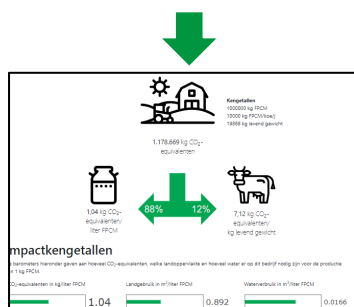 Kengetallen
1000000 kg FPCM
10000 kg FPCM/koe/j
19868 kg levend gewicht
1.178.669 kg CO₂-
equivalenten
88%
12%
1,04 kg CO₂-
equivalenten/
liter FPCM
7,12 kg CO₂-
equivalenten/
kg levend gewicht
mpactkengetallen
barometers hieronder geven aan hoeveel CO₂-equivalenten, welke landoppervlakte en hoeveel water er op dit bedrijf nodig zijn voor de productie
n 1 kg FPCM.
CO₂-equivalenten in kg/liter FPCM
Landgebruik in m²/liter FPCM
Waterverbruik in m³/liter FPCM
1.04
0.892
0.0166